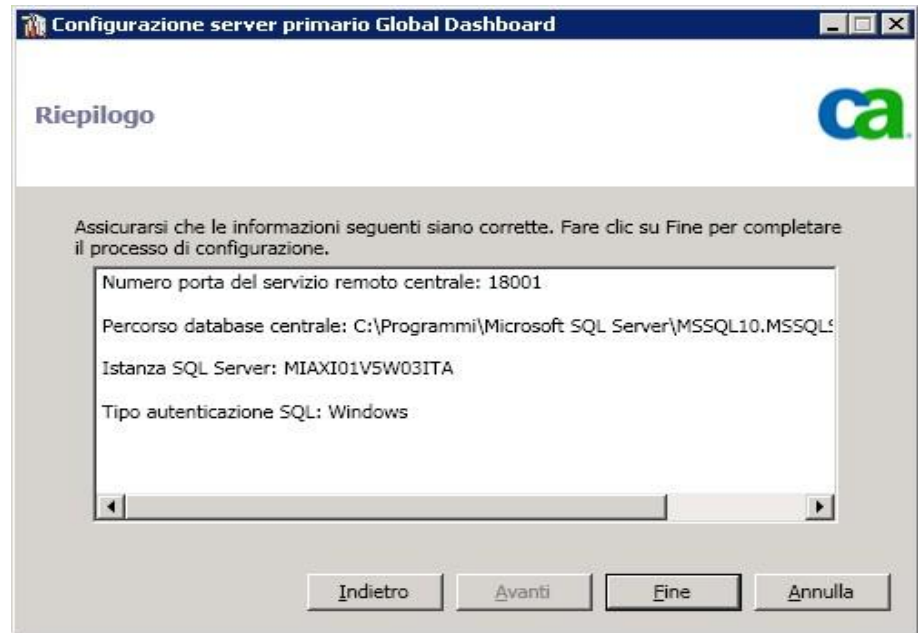 Configurazione server primario Global Dashboard
Riepilogo
ca
Assicurarsi che le informazioni seguenti siano corrette. Fare clic su Fine per completare
il processo di configurazione.
Numero porta del servizio remoto centrale: 18001
Percorso database centrale: C:\Programmi\Microsoft SQL Server\MSSQL10.MSSQLS
Istanza SQL Server: MIAXI01V5W03ITA
Tipo autenticazione SQL: Windows
Indietro
Avanti
Fine
Annulla